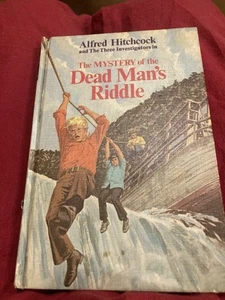 Alfred Hitchcock
and The Three Investigators in
The MYSTERY of the
Dead Man's
Riddle